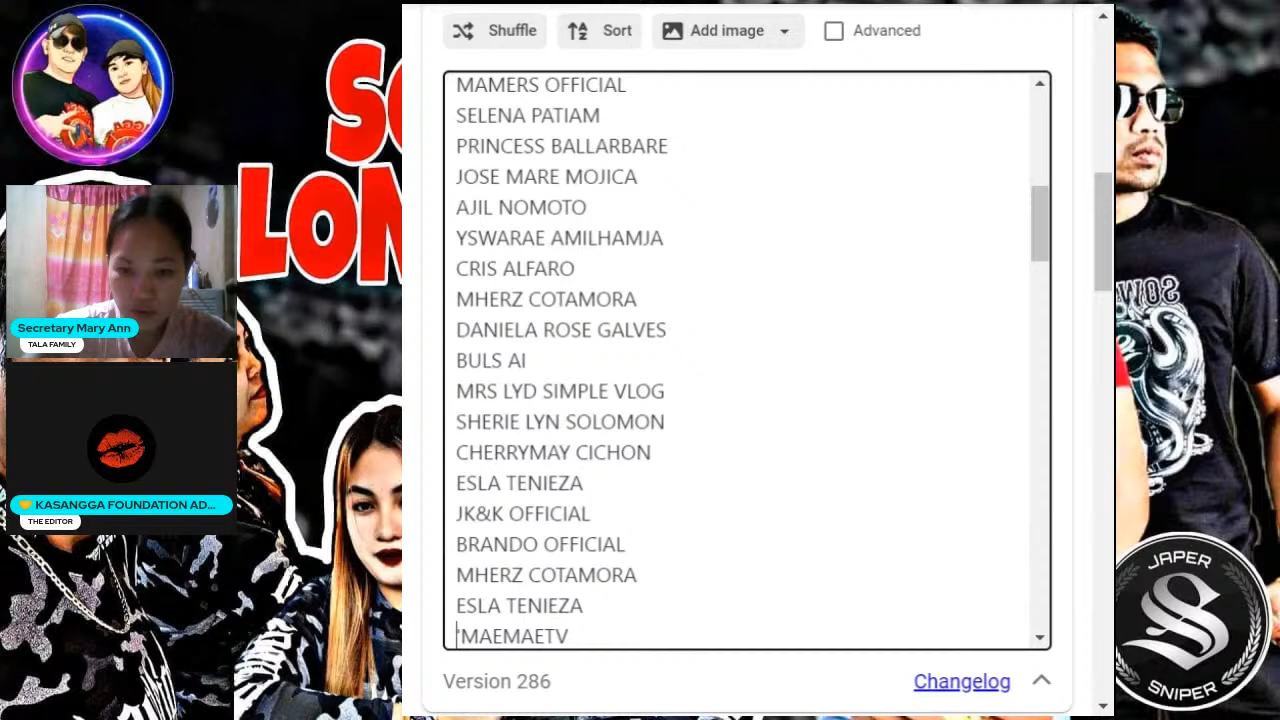 Shuffle
Sort
Add image
Advanced
MAMERS OFFICIAL
SELENA PATIAM
PRINCESS BALLARBARE
JOSE MARE MOJICA
AJIL NOMOTO
YSWARAE AMILHAMJA
CRIS ALFARO
MHERZ COTAMORA
DANIELA ROSE GALVES
BULS AI
MRS LYD SIMPLE VLOG
SHERIE LYN SOLOMON
CHERRYMAY CICHON
ESLA TENIEZA
JK&K OFFICIAL
BRANDO OFFICIAL
MHERZ COTAMORA
ESLA TENIEZA
'MAEMAETV
Version 286
Changelog
Secretary Mary Ann
TALA FAMILY
KASANGGA FOUNDATION AD...
THE EDITOR
JAPER
S
SNIPER